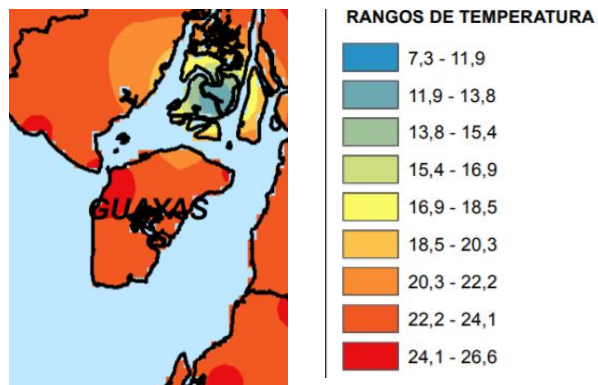 GUAYAS
RANGOS DE TEMPERATURA
7,3 - 11,9
11,9 - 13,8
13,8 - 15,4
15,4 - 16,9
16,9 - 18,5
18,5 - 20,3
20,3 - 22,2
22,2 - 24,1
24,1 - 26,6